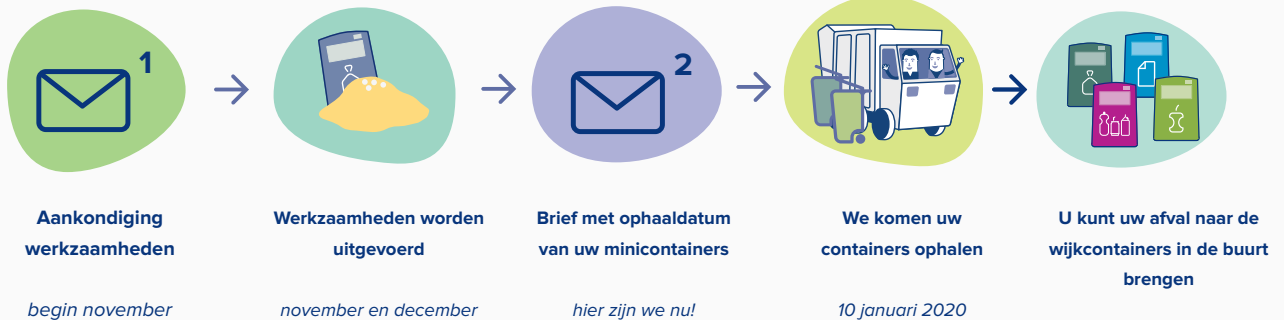 1
2
Aankondiging
werkzaamheden
begin november
Werkzaamheden worden
uitgevoerd
november en december
Brief met ophaaldatum
van uw minicontainers
hier zijn we nu!
We komen uw
containers ophalen
10 januari 2020
U kunt uw afval naar de
wijkcontainers in de buurt
brengen